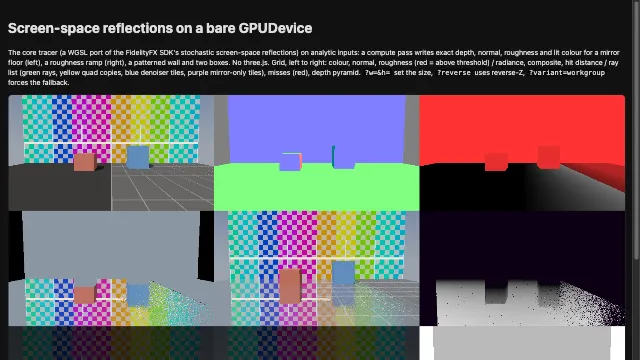 Screen-space reflections on a bare GPUDevice
The core tracer (a WGSL port of the FidelityFX SDK's stochastic screen-space reflections) on analytic inputs: a compute pass writes exact depth, normal, roughness and lit colour for a mirror
floor (left), a roughness ramp (right), a patterned wall and two boxes. No three.js. Grid, left to right: colour, normal, roughness (red = above threshold) / radiance, composite, hit distance / ray
list (green rays, yellow quad copies, blue denoiser tiles, purple mirror-only tiles), misses (red), depth pyramid. ?w=&h= set the size, ?reverse uses reverse-Z, ?variant=workgroup
forces the fallback.